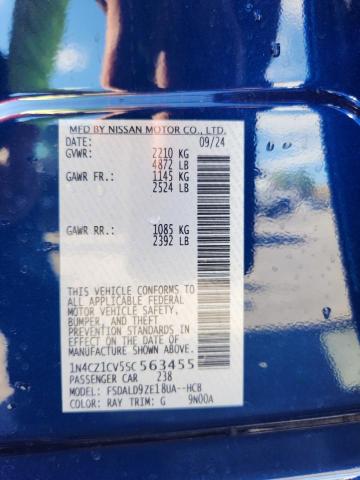 MFD BY NISSAN MOTOR CO., LTD.
DATE: 09/24
GVWR: 2210 KG
4872 LB
GAWR FR: 1145 KG
2524 LB
GAWR RR: 1085 KG
2392 LB
THIS VEHICLE CONFORMS TO
ALL APPLICABLE FEDERAL
MOTOR VEHICLE SAFETY,
BUMPER, AND THEFT
PREVENTION STANDARDS
IN EFFECT ON THE DATE OF
MANUFACTURE SHOWN ABOVE.
1N4CZ1CV5SC563455
PASSENGER CAR 238
FSDALD9ZE18UA--HCB
COLOR: RAY TRIM: G 9N00A